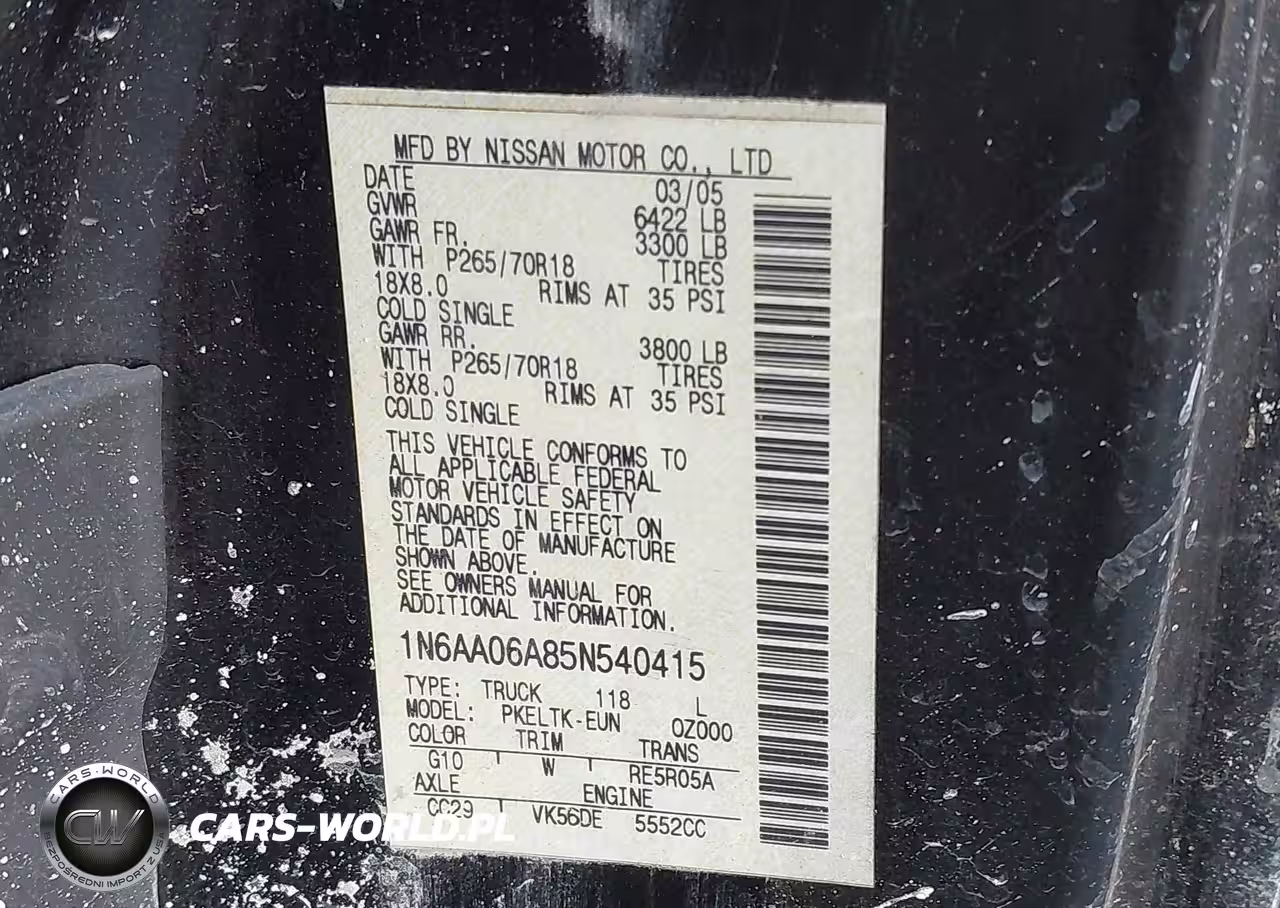 MFD BY NISSAN MOTOR CO., LTD
DATE 03/05
GVWR 6422 LB
GAWR FR. 3300 LB
WITH P265/70R18 TIRES
18X8.0 RIMS AT 35 PSI
COLD SINGLE
GAWR RR. 3800 LB
WITH P265/70R18 TIRES
18X8.0 RIMS AT 35 PSI
COLD SINGLE
THIS VEHICLE CONFORMS TO
ALL APPLICABLE FEDERAL
MOTOR VEHICLE SAFETY
STANDARDS IN EFFECT ON
THE DATE OF MANUFACTURE
SHOWN ABOVE.
SEE OWNERS MANUAL FOR
ADDITIONAL INFORMATION.
1N6AA06A85N540415
TYPE: TRUCK 118 L
MODEL: PKELTK-EUN 0Z000
COLOR TRIM TRANS
G10 W RE5R05A
AXLE ENGINE
CC29 VK56DE 5552CC
CARS-WORLD
CW
BEZPOŚREDNI IMPORT Z USA
CARS-WORLD.PL